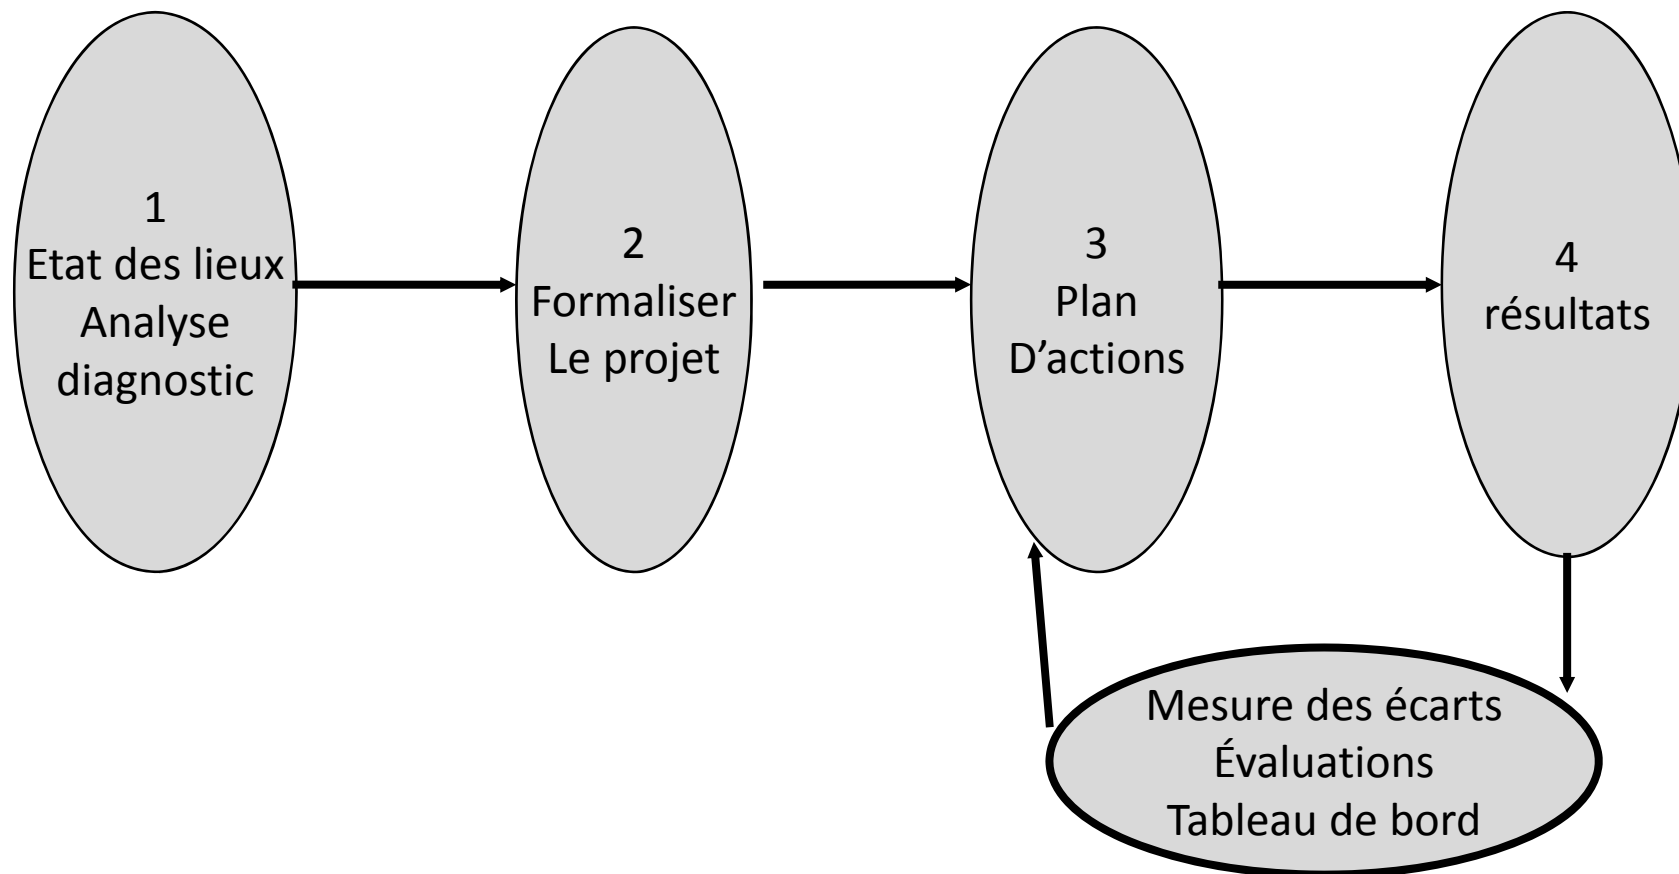 1
Etat des lieux
Analyse
diagnostic
2
Formaliser
Le projet
3
Plan
D’actions
4
résultats
Mesure des écarts
Évaluations
Tableau de bord